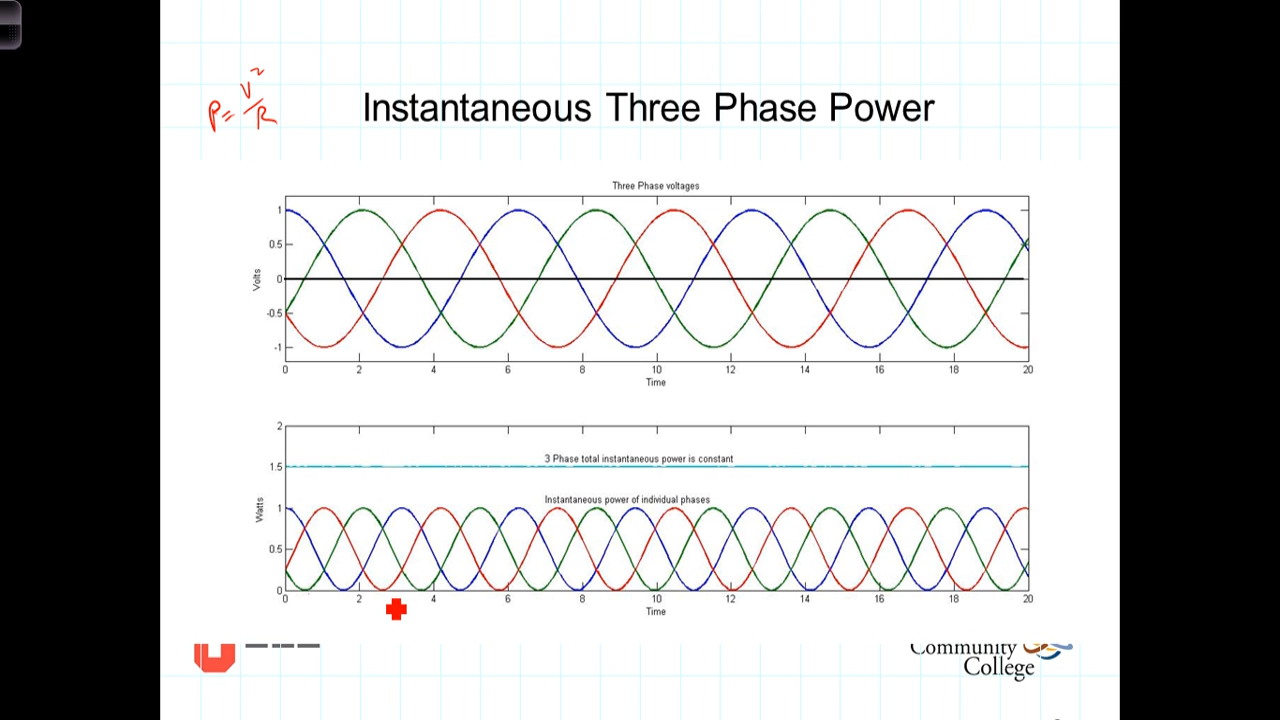 P = V²/R
Instantaneous Three Phase Power
Three Phase voltages
1
0.5
0
-0.5
-1
Volts
0 2 4 6 8 10 12 14 16 18 20
Time
2
1.5
1
0.5
0
Watts
3 Phase total instantaneous power is constant
Instantaneous power of individual phases
0 2 4 6 8 10 12 14 16 18 20
Time
Community
College